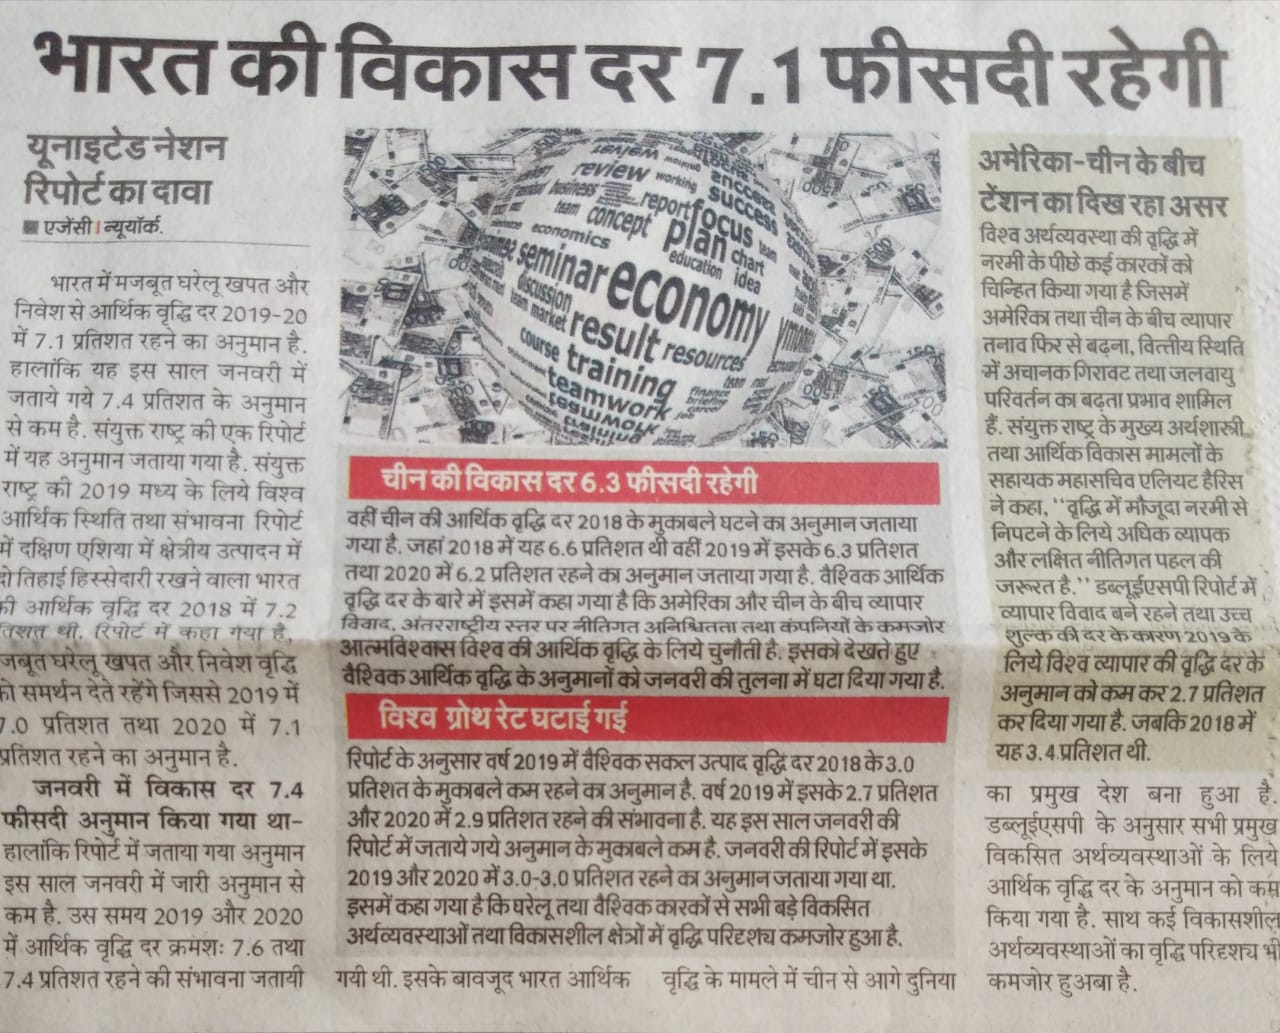 भारत की विकास दर 7.1 फीसदी रहेगी
यूनाइटेड नेशन
रिपोर्ट का दावा
एजेंसी। न्यूयॉर्क.
भारत में मजबूत घरेलू खपत और
निवेश से आर्थिक वृद्धि दर 2019-20
में 7.1 प्रतिशत रहने का अनुमान है.
हालांकि यह इस साल जनवरी में
जताये गये 7.4 प्रतिशत के अनुमान
से कम है. संयुक्त राष्ट्र की एक रिपोर्ट
में यह अनुमान जताया गया है. संयुक्त
राष्ट्र की 2019 मध्य के लिये विश्व
आर्थिक स्थिति तथा संभावना रिपोर्ट
में दक्षिण एशिया में क्षेत्रीय उत्पादन में
दो तिहाई हिस्सेदारी रखने वाला भारत
की आर्थिक वृद्धि दर 2018 में 7.2
तिशत थी. रिपोर्ट में कहा गया है,
जबूत घरेलू खपत और निवेश वृद्धि
को समर्थन देते रहेंगे जिससे 2019 में
7.0 प्रतिशत तथा 2020 में 7.1
प्रतिशत रहने का अनुमान है.
जनवरी में विकास दर 7.4
फीसदी अनुमान किया गया था-
हालांकि रिपोर्ट में जताया गया अनुमान
इस साल जनवरी में जारी अनुमान से
कम है. उस समय 2019 और 2020
में आर्थिक वृद्धि दर क्रमश: 7.6 तथा
7.4 प्रतिशत रहने की संभावना जतायी
review working
business report focus success
team concept plan team
economics education chart
seminar economy idea
discussion
team market result resources
course training
teamwork
चीन की विकास दर 6.3 फीसदी रहेगी
वहीं चीन की आर्थिक वृद्धि दर 2018 के मुकाबले घटने का अनुमान जताया
गया है. जहां 2018 में यह 6.6 प्रतिशत थी वहीं 2019 में इसके 6.3 प्रतिशत
तथा 2020 में 6.2 प्रतिशत रहने का अनुमान जताया गया है. वैश्विक आर्थिक
वृद्धि दर के बारे में इसमें कहा गया है कि अमेरिका और चीन के बीच व्यापार
विवाद, अंतरराष्ट्रीय स्तर पर नीतिगत अनिश्चितता तथा कंपनियों के कमजोर
आत्मविश्वास विश्व की आर्थिक वृद्धि के लिये चुनौती है. इसको देखते हुए
वैश्विक आर्थिक वृद्धि के अनुमानों को जनवरी की तुलना में घटा दिया गया है.
विश्व ग्रोथ रेट घटाई गई
रिपोर्ट के अनुसार वर्ष 2019 में वैश्विक सकल उत्पाद वृद्धि दर 2018 के 3.0
प्रतिशत के मुकाबले कम रहने का अनुमान है. वर्ष 2019 में इसके 2.7 प्रतिशत
और 2020 में 2.9 प्रतिशत रहने की संभावना है. यह इस साल जनवरी की
रिपोर्ट में जताये गये अनुमान के मुकाबले कम है. जनवरी की रिपोर्ट में इसके
2019 और 2020 में 3.0-3.0 प्रतिशत रहने का अनुमान जताया गया था.
इसमें कहा गया है कि घरेलू तथा वैश्विक कारकों से सभी बड़े विकसित
अर्थव्यवस्थाओं तथा विकासशील क्षेत्रों में वृद्धि परिदृश्य कमजोर हुआ है.
गयी थी. इसके बावजूद भारत आर्थिक
वृद्धि के मामले में चीन से आगे दुनिया
अमेरिका-चीन के बीच
टेंशन का दिख रहा असर
विश्व अर्थव्यवस्था की वृद्धि में
नरमी के पीछे कई कारकों को
चिन्हित किया गया है जिसमें
अमेरिका तथा चीन के बीच व्यापार
तनाव फिर से बढ़ना, वित्तीय स्थिति
में अचानक गिरावट तथा जलवायु
परिवर्तन का बढ़ता प्रभाव शामिल
हैं. संयुक्त राष्ट्र के मुख्य अर्थशास्त्री
तथा आर्थिक विकास मामलों के
सहायक महासचिव एलियट हैरिस
ने कहा, ''वृद्धि में मौजूदा नरमी से
निपटने के लिये अधिक व्यापक
और लक्षित नीतिगत पहल की
जरूरत है.'' डब्लूईएसपी रिपोर्ट में
व्यापार विवाद बने रहने तथा उच्च
शुल्क की दर के कारण 2019 के
लिये विश्व व्यापार की वृद्धि दर के
अनुमान को कम कर 2.7 प्रतिशत
कर दिया गया है. जबकि 2018 में
यह 3.4 प्रतिशत थी.
का प्रमुख देश बना हुआ है.
डब्लूईएसपी के अनुसार सभी प्रमुख
विकसित अर्थव्यवस्थाओं के लिये
आर्थिक वृद्धि दर के अनुमान को कम
किया गया है. साथ कई विकासशील
अर्थव्यवस्थाओं का वृद्धि परिदृश्य भी
कमजोर हुअबा है.